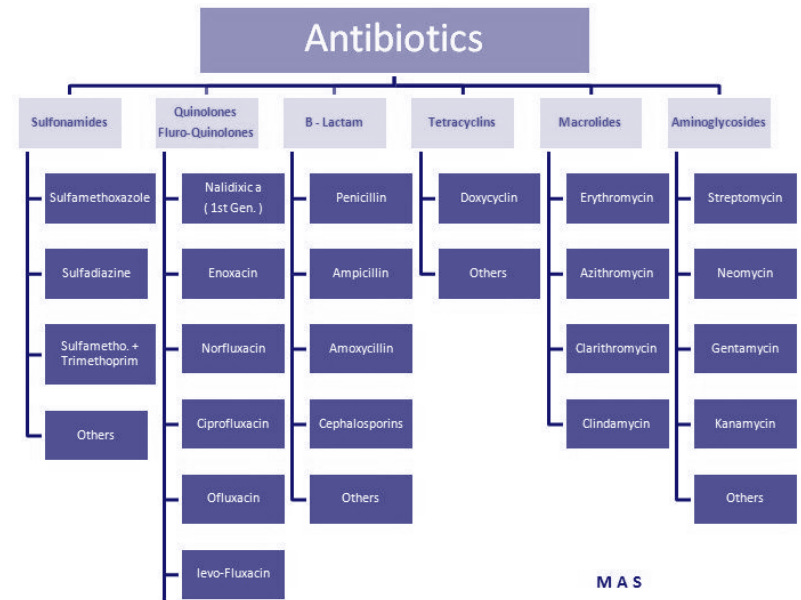 Antibiotics
Sulfonamides
Quinolones
Fluro-Quinolones
B - Lactam
Tetracyclins
Macrolides
Aminoglycosides
Sulfamethoxazole
Sulfadiazine
Sulfametho. +
Trimethoprim
Others
Nalidixic a
( 1st Gen. )
Enoxacin
Norfluxacin
Ciprofluxacin
Ofluxacin
levo-Fluxacin
Penicillin
Ampicillin
Amoxycillin
Cephalosporins
Others
Doxycyclin
Others
Erythromycin
Azithromycin
Clarithromycin
Clindamycin
Streptomycin
Neomycin
Gentamycin
Kanamycin
Others
M A S